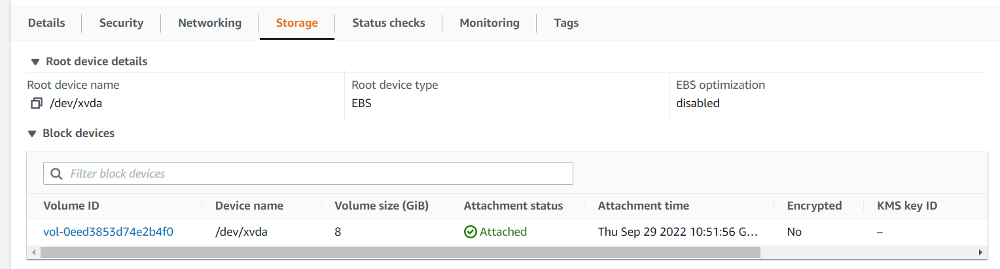 Details Security Networking Storage Status checks Monitoring Tags
Root device details
Root device name Root device type EBS optimization
/dev/xvda EBS disabled
Block devices
Filter block devices
Volume ID Device name Volume size (GiB) Attachment status Attachment time Encrypted KMS key ID
vol-0eed3853d74e2b4f0 /dev/xvda 8 Attached Thu Sep 29 2022 10:51:56 G... No –